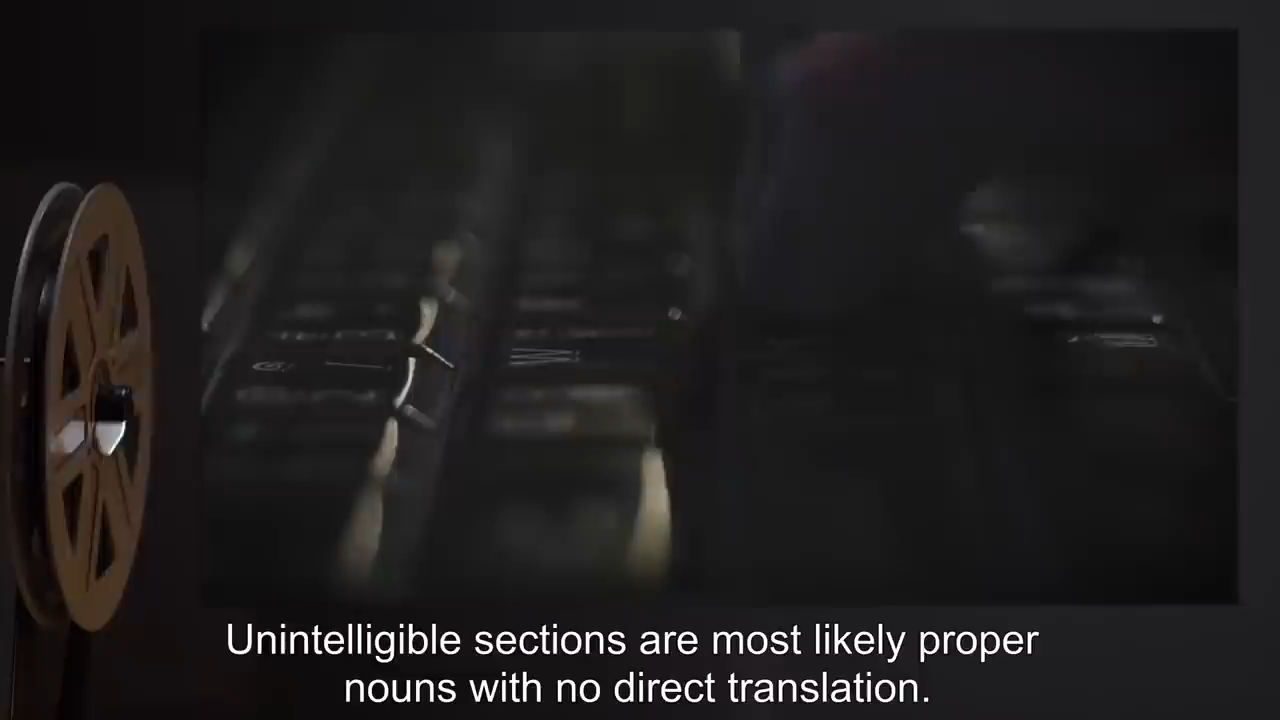 Unintelligible sections are most likely proper
nouns with no direct translation.